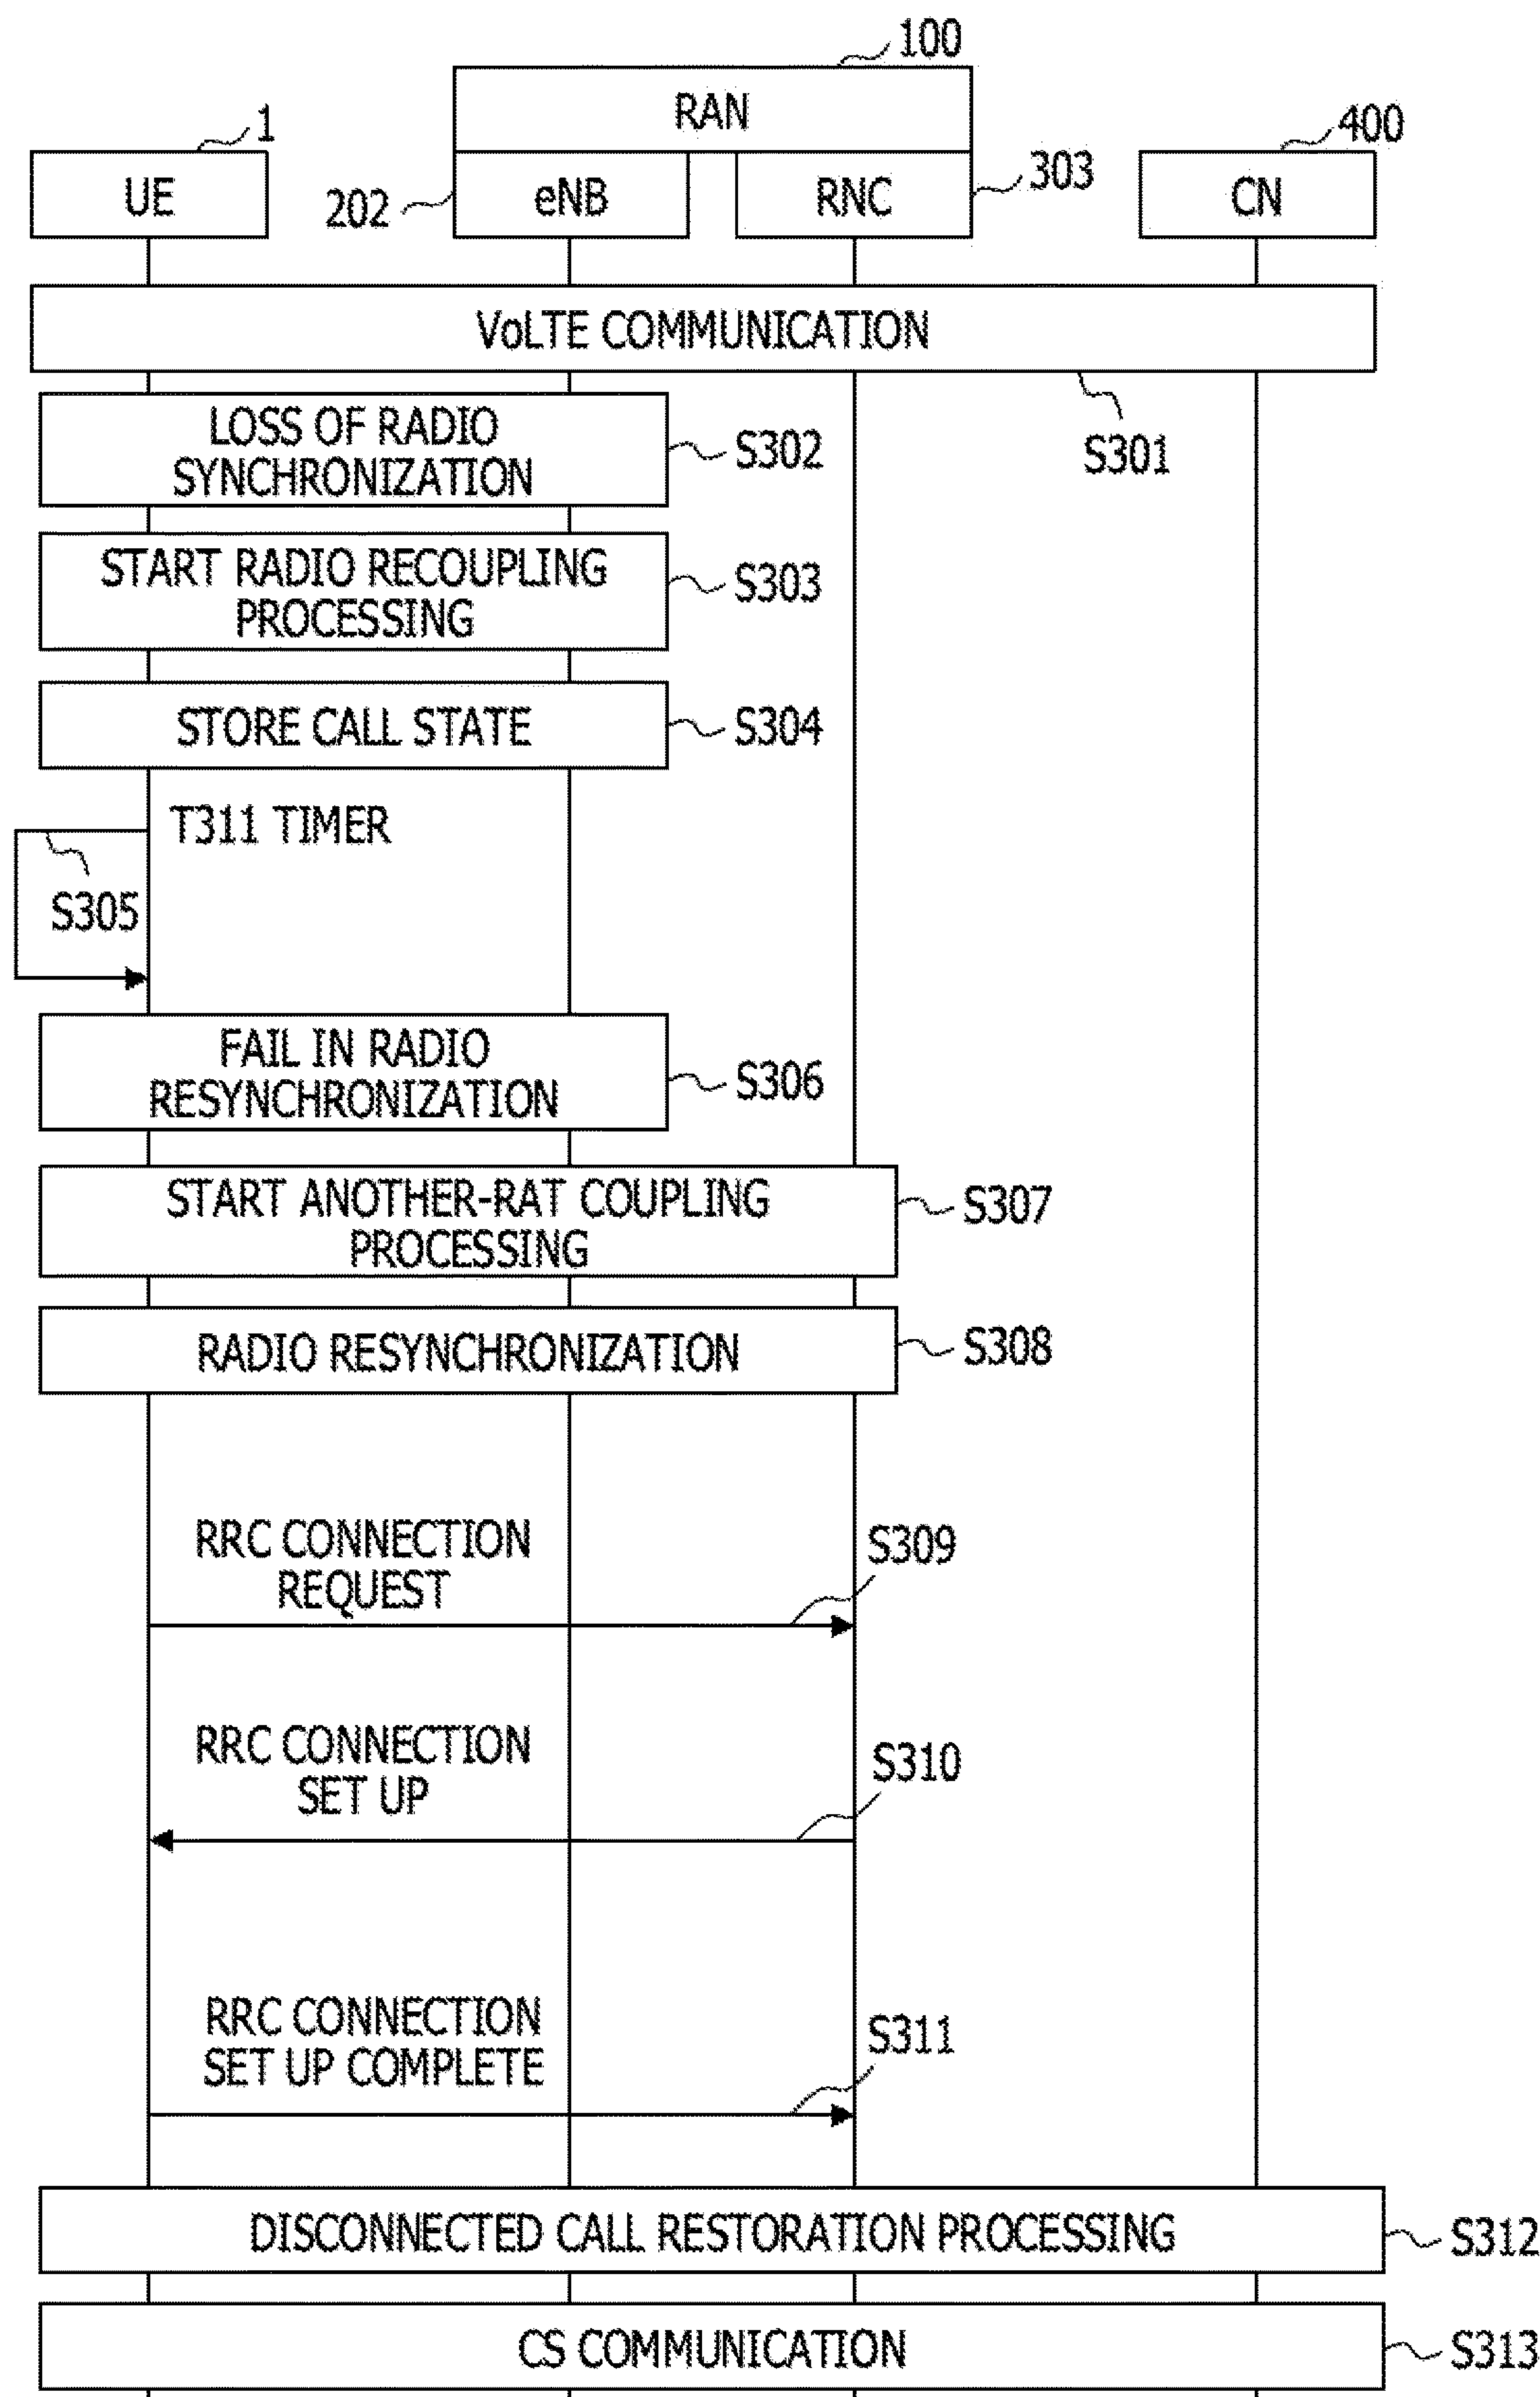 100
RAN
1
400
UE
202
eNB
RNC
303
CN
VoLTE COMMUNICATION
S301
LOSS OF RADIO
SYNCHRONIZATION
S302
START RADIO RECOUPLING
PROCESSING
S303
STORE CALL STATE
S304
T311 TIMER
S305
FAIL IN RADIO
RESYNCHRONIZATION
S306
START ANOTHER-RAT COUPLING
PROCESSING
S307
RADIO RESYNCHRONIZATION
S308
RRC CONNECTION
REQUEST
S309
RRC CONNECTION
SET UP
S310
RRC CONNECTION
SET UP COMPLETE
S311
DISCONNECTED CALL RESTORATION PROCESSING
S312
CS COMMUNICATION
S313